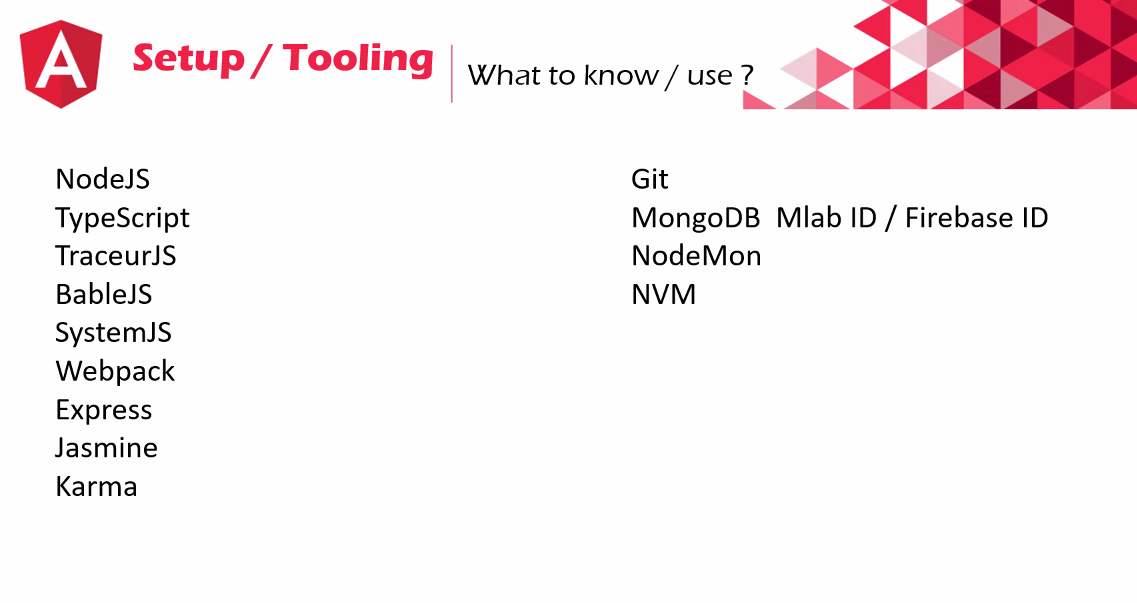 A
Setup / Tooling
What to know / use ?
NodeJS
TypeScript
TraceurJS
BableJS
SystemJS
Webpack
Express
Jasmine
Karma
Git
MongoDB  Mlab ID / Firebase ID
NodeMon
NVM